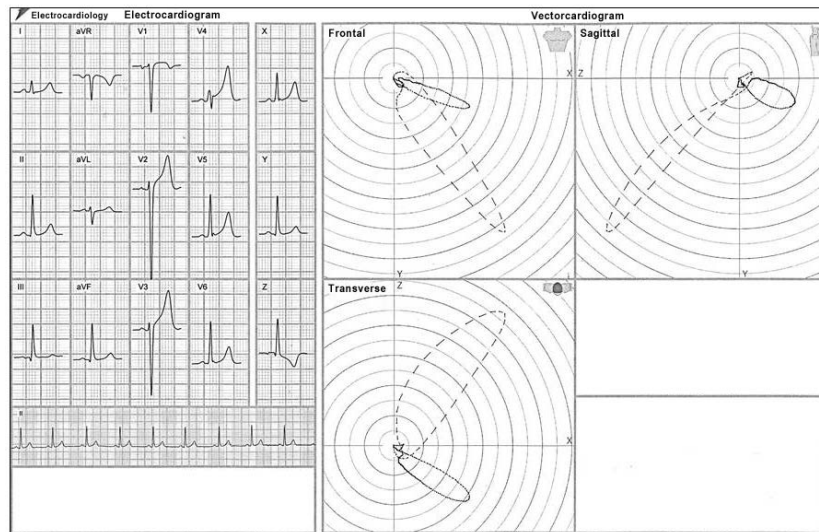 Electrocardiology Electrocardiogram
Vectorcardiogram
I aVR V1 V4 X
II aVL V2 V5 Y
III aVF V3 V6 Z
II
Frontal
X
Y
Sagittal
Z
Y
Transverse
Z
X